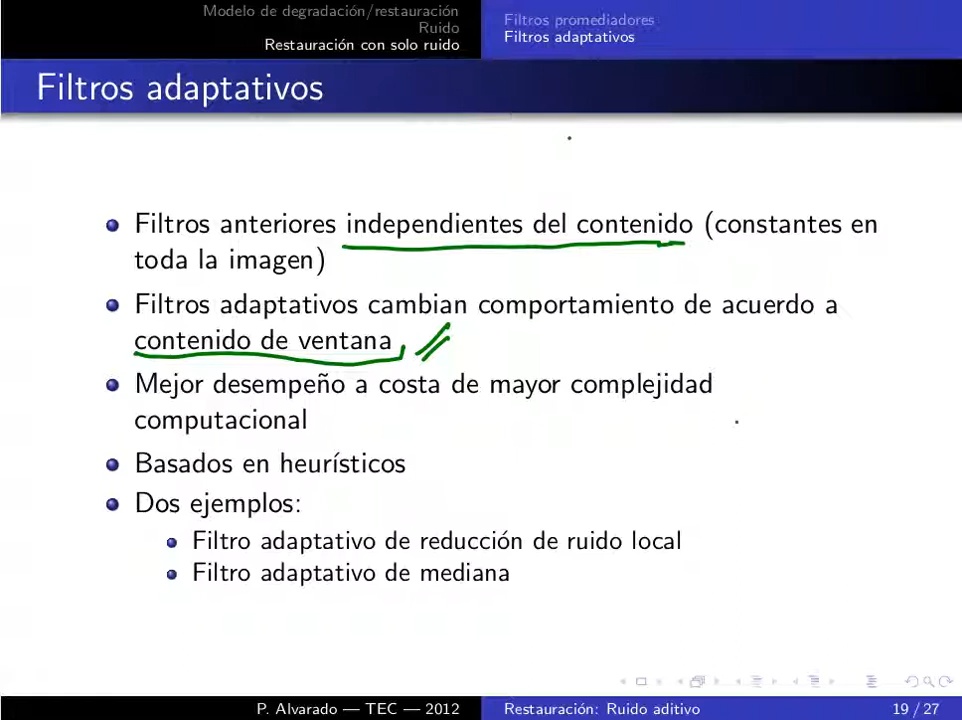 Modelo de degradación/restauración
Ruido
Restauración con solo ruido
Filtros promediadores
Filtros adaptativos
Filtros adaptativos
Filtros anteriores independientes del contenido (constantes en
toda la imagen)
Filtros adaptativos cambian comportamiento de acuerdo a
contenido de ventana
Mejor desempeño a costa de mayor complejidad
computacional
Basados en heurísticos
Dos ejemplos:
Filtro adaptativo de reducción de ruido local
Filtro adaptativo de mediana
P. Alvarado — TEC — 2012
Restauración: Ruido aditivo
19 / 27